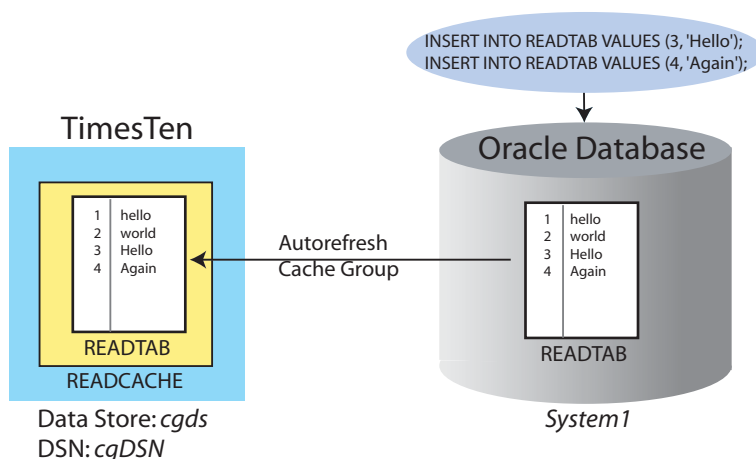 INSERT INTO READTAB VALUES (3, 'Hello');
INSERT INTO READTAB VALUES (4, 'Again');
TimesTen
Oracle Database
1 hello
2 world
3 Hello
4 Again
READTAB
READCACHE
Autorefresh
Cache Group
1 hello
2 world
3 Hello
4 Again
READTAB
Data Store: cgds
DSN: cgDSN
System1